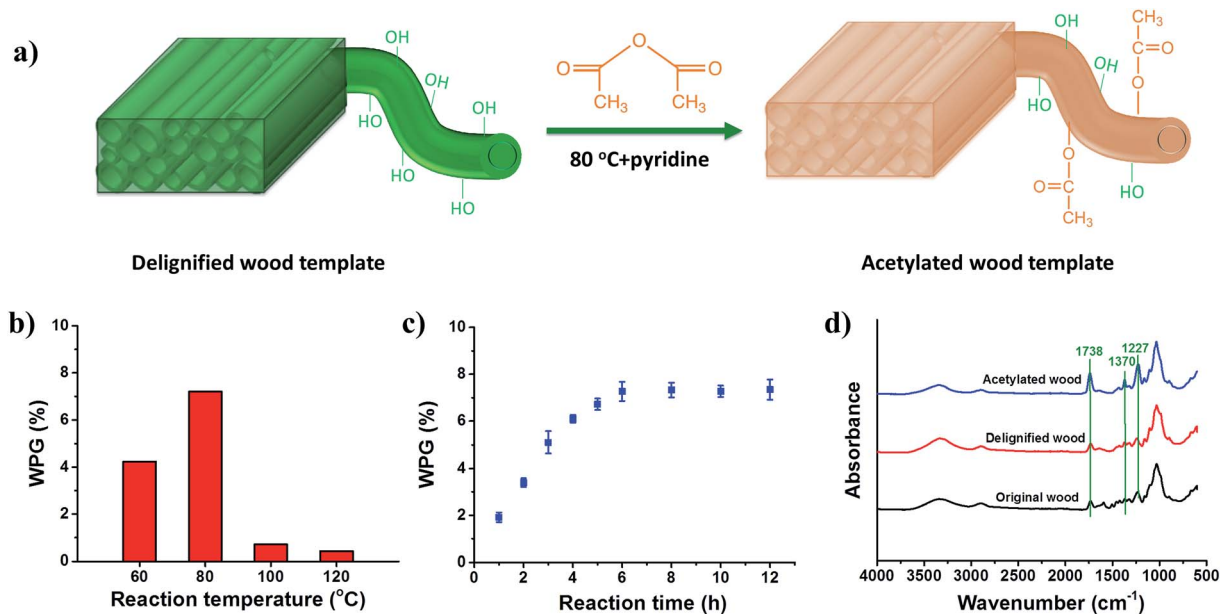 a)
OH
OH
OH
OH
HO
HO
HO
HO
O
O
O
CH3
CH3
80 °C+pyridine
OH
OH
HO
HO
CH3
C
O
O
O
O
C
CH3
Delignified wood template
Acetylated wood template
b)
WPG (%)
10
8
6
4
2
0
60
80
100
120
Reaction temperature (°C)
c)
WPG (%)
10
8
6
4
2
0
2
4
6
8
10
12
Reaction time (h)
d)
Absorbance
1738
1370
1227
Acetylated wood
Delignified wood
Original wood
4000
3500
3000
2500
2000
1500
1000
500
Wavenumber (cm⁻¹)